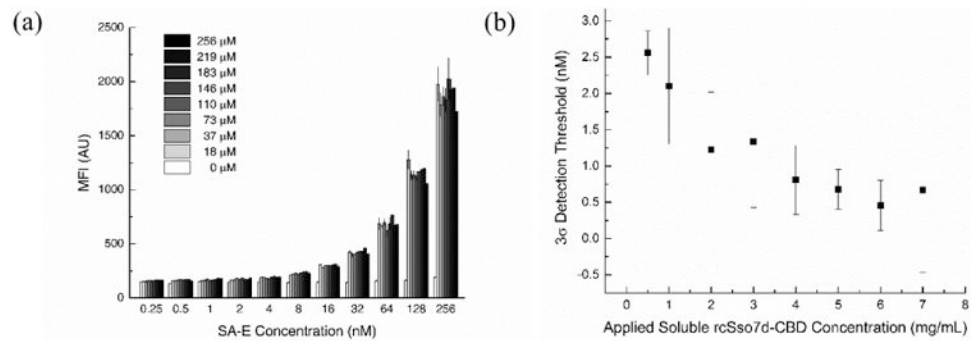 (a)
2500
2000
1500
1000
500
0
MFI (AU)
256 µM
219 µM
183 µM
146 µM
110 µM
73 µM
37 µM
18 µM
0 µM
0.25 0.5 1 2 4 8 16 32 64 128 256
SA-E Concentration (nM)
(b)
3.0
2.5
2.0
1.5
1.0
0.5
0.0
-0.5
3σ Detection Threshold (nM)
0 1 2 3 4 5 6 7 8
Applied Soluble rcSso7d-CBD Concentration (mg/mL)